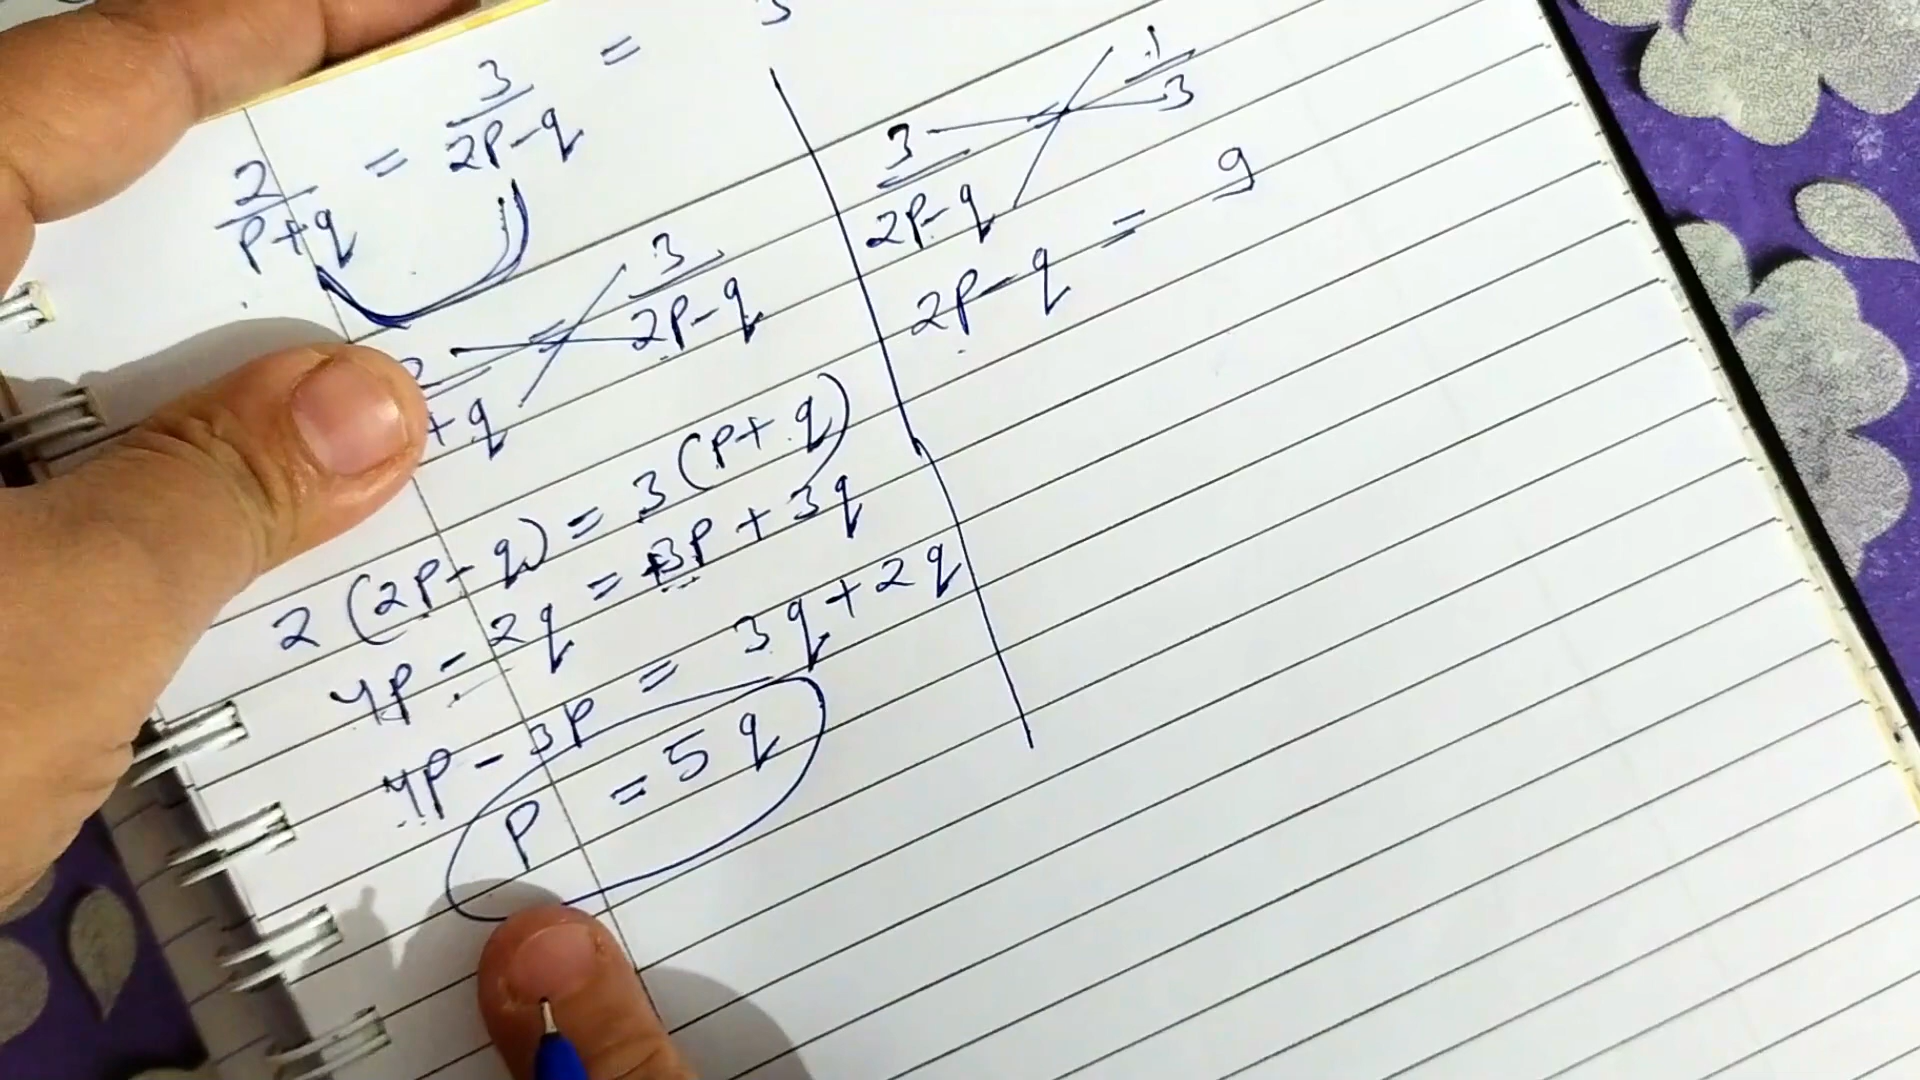 2/(P+q) = 3/(2P-q) = 3
+q = 3/(2P-q)
2(2P-q) = 3(P+q)
4P-2q = +3P+3q
4P-3P = 3q+2q
P = 5q
3/(2P-q) = 1/3
2P-q = 9